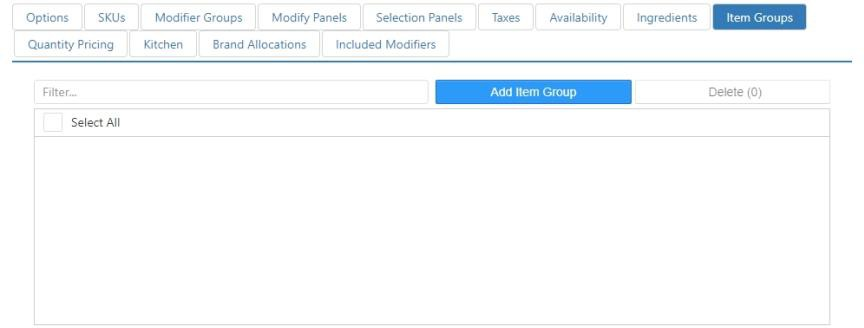 Options SKUs Modifier Groups Modify Panels Selection Panels Taxes Availability Ingredients Item Groups
Quantity Pricing Kitchen Brand Allocations Included Modifiers
Filter... Add Item Group Delete (0)
Select All